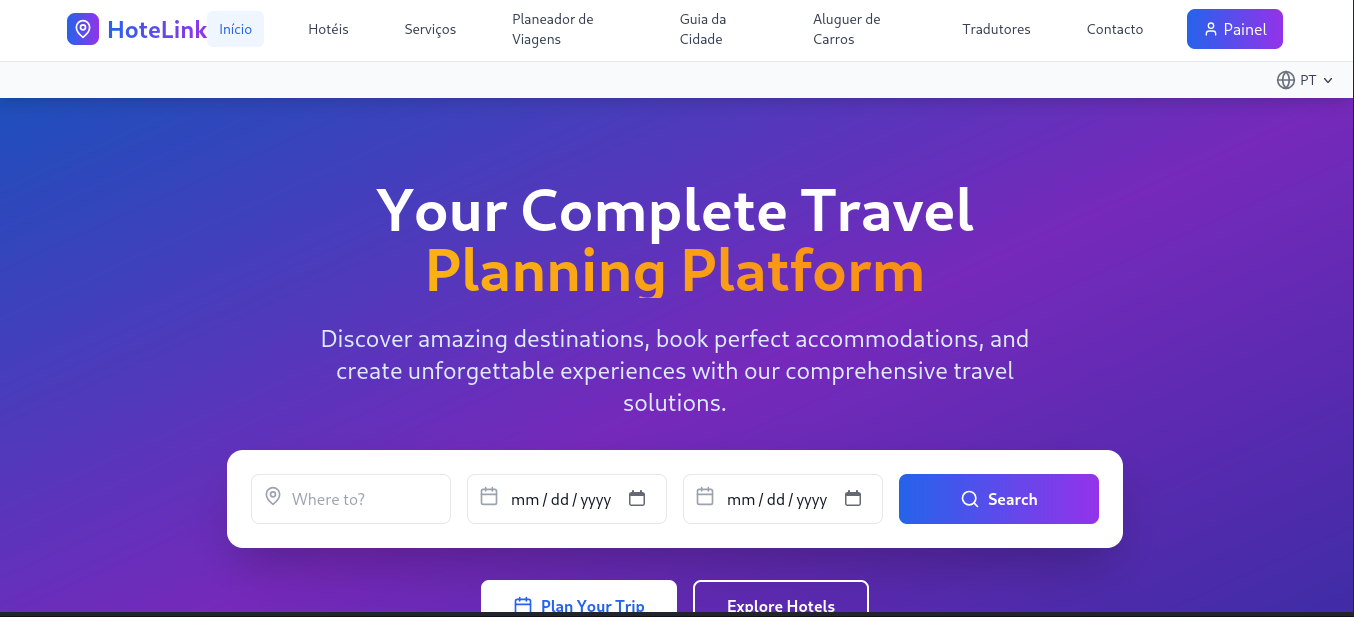 HoteLink
Início
Hotéis
Serviços
Planeador de
Viagens
Guia da
Cidade
Aluguer de
Carros
Tradutores
Contacto
Painel
PT
Your Complete Travel
Planning Platform
Discover amazing destinations, book perfect accommodations, and
create unforgettable experiences with our comprehensive travel
solutions.
Where to?
mm / dd / yyyy
mm / dd / yyyy
Search
Plan Your Trip
Explore Hotels